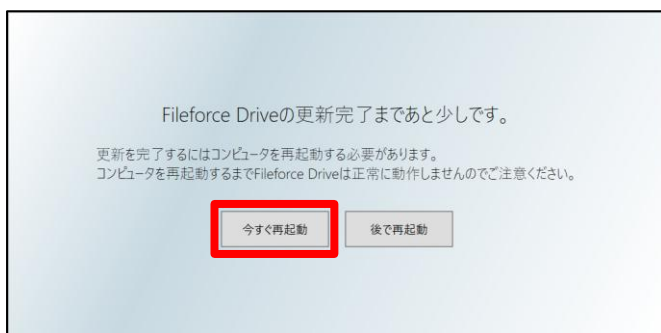 Fileforce Driveの更新完了まであと少しです。
更新を完了するにはコンピュータを再起動する必要があります。
コンピュータを再起動するまでFileforce Driveは正常に動作しませんのでご注意ください。
今すぐ再起動
後で再起動